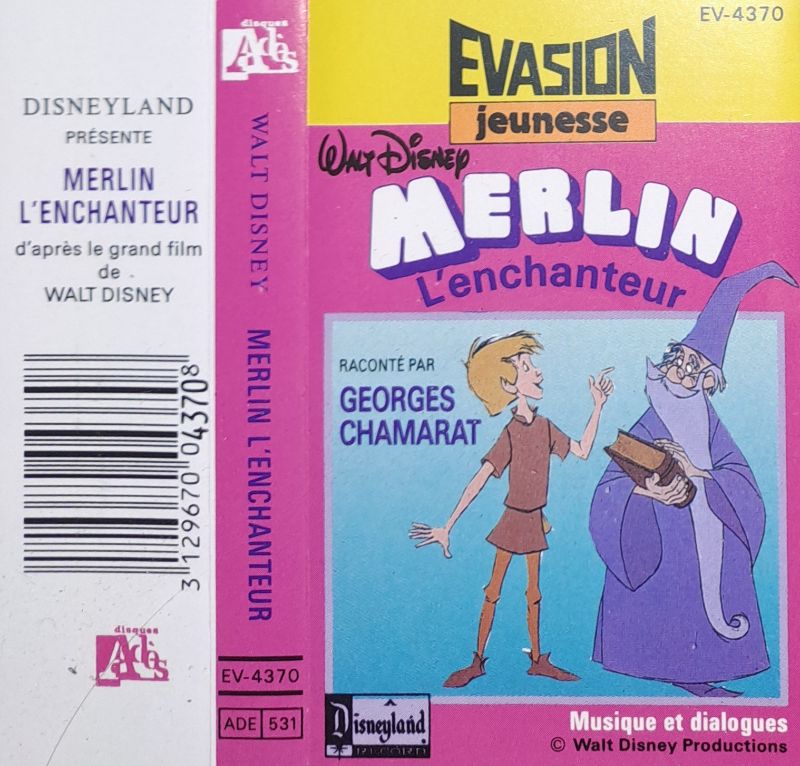 DISNEYLAND
PRÉSENTE
MERLIN
L'ENCHANTEUR
d'après le grand film
de
WALT DISNEY
3 129670 043708
disques
Adès
disques
Adès
WALT DISNEY MERLIN L'ENCHANTEUR
EV-4370
ADE 531
EV-4370
EVASION
jeunesse
WALT DISNEY
MERLIN
L'enchanteur
RACONTÉ PAR
GEORGES
CHAMARAT
Disneyland
RECORD
Musique et dialogues
© Walt Disney Productions